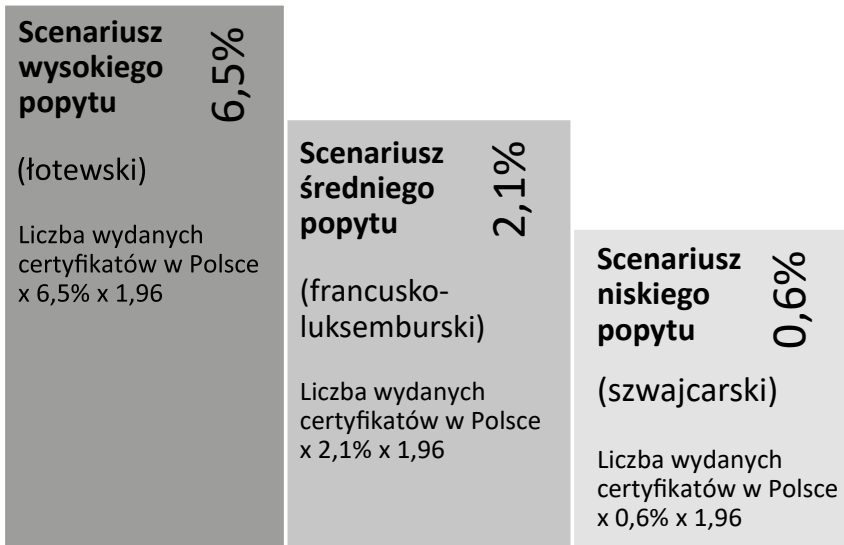 Scenariusz
wysokiego
popytu
6,5%
(łotewski)
Liczba wydanych
certyfikatów w Polsce
x 6,5% x 1,96
Scenariusz
średniego
popytu
2,1%
(francusko-
luksemburski)
Liczba wydanych
certyfikatów w Polsce
x 2,1% x 1,96
Scenariusz
niskiego
popytu
0,6%
(szwajcarski)
Liczba wydanych
certyfikatów w Polsce
x 0,6% x 1,96